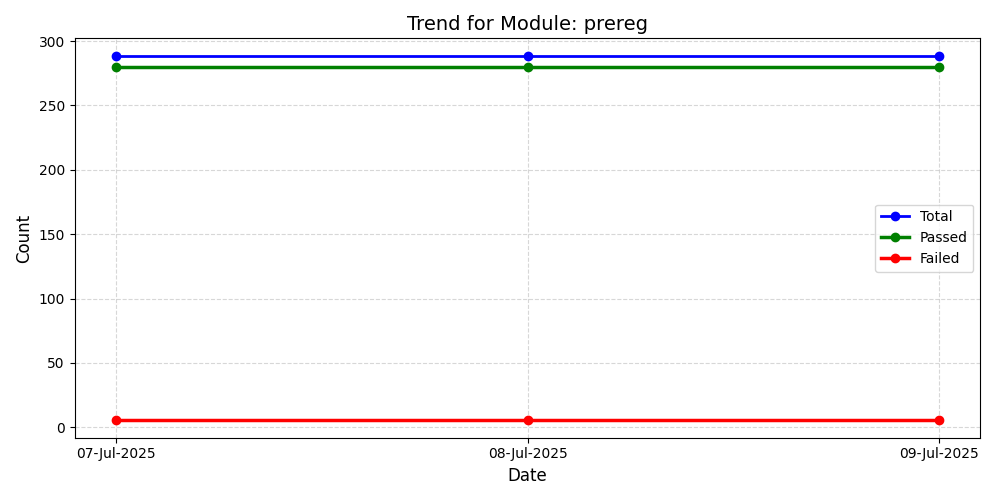 Trend for Module: prereg
300
250
200
150
100
50
0
Count
Total
Passed
Failed
07-Jul-2025
08-Jul-2025
09-Jul-2025
Date